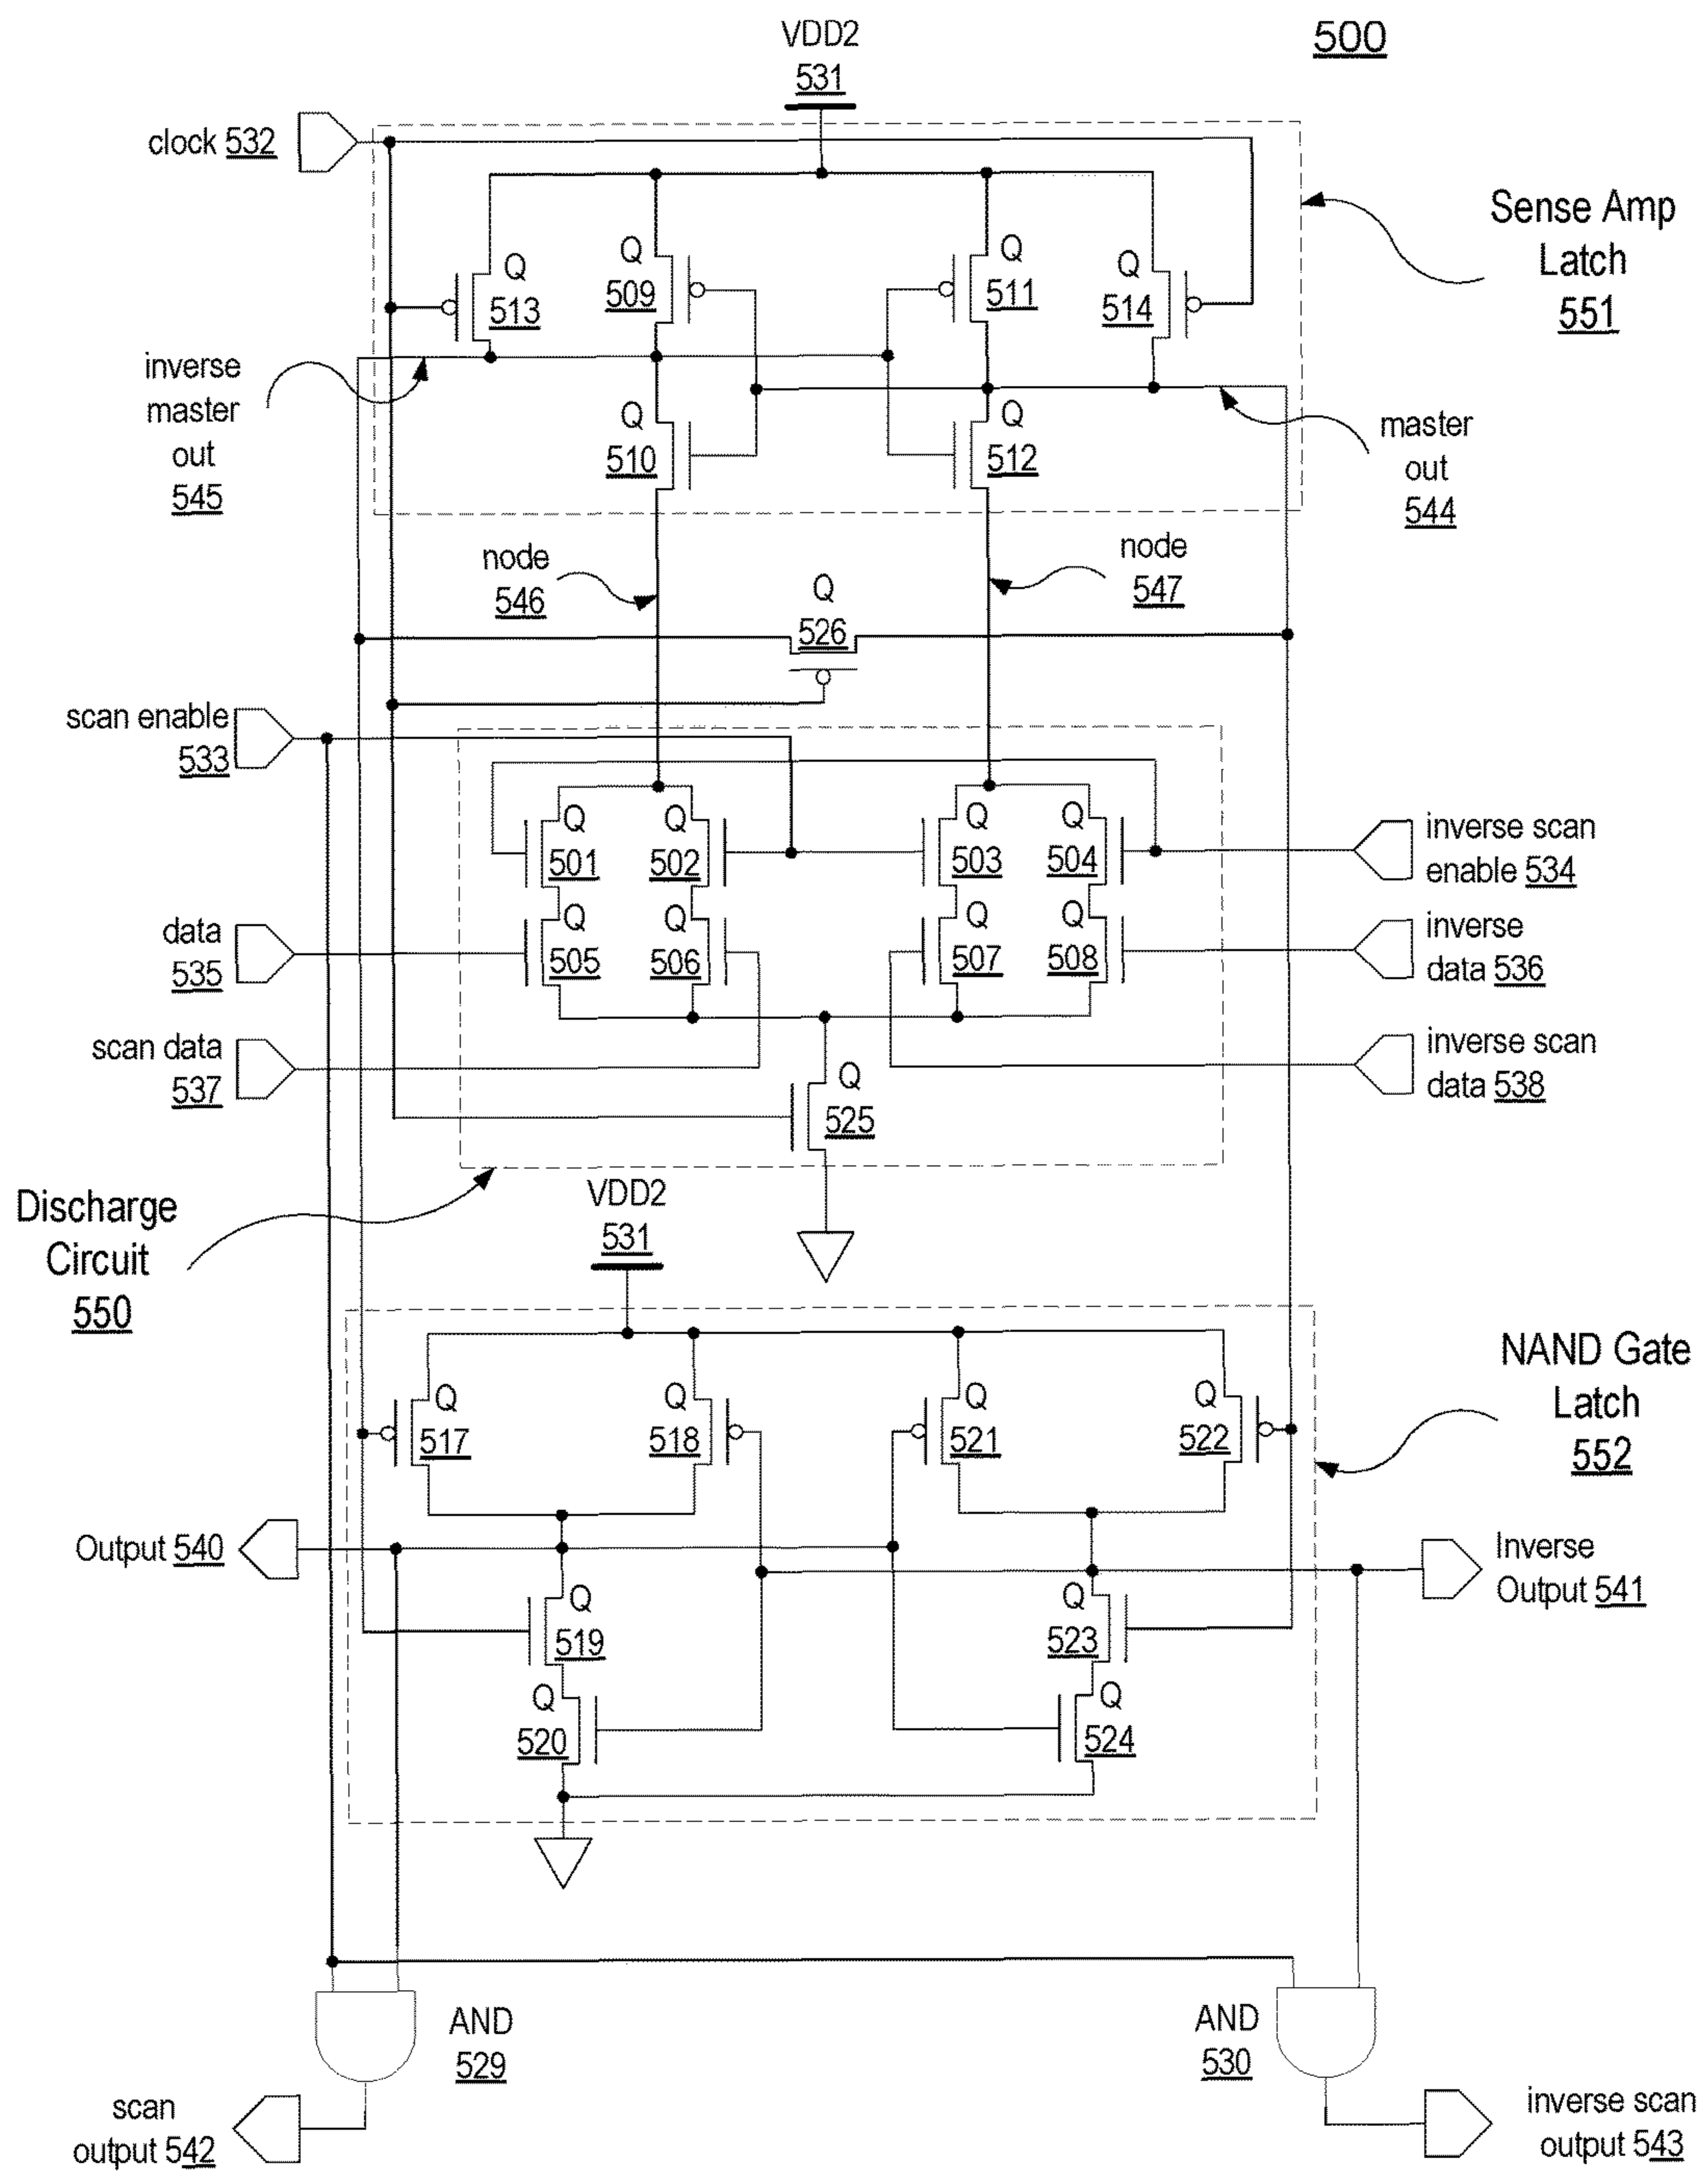 500
VDD2
531
clock 532
Sense Amp
Latch
551
Q
513
Q
509
Q
511
Q
514
inverse
master
out
545
Q
510
Q
512
master
out
544
node
546
node
547
Q
526
scan enable
533
Q
501
Q
502
Q
503
Q
504
inverse scan
enable 534
data
535
Q
505
Q
506
Q
507
Q
508
inverse
data 536
scan data
537
inverse scan
data 538
Q
525
Discharge
Circuit
550
VDD2
531
NAND Gate
Latch
552
Q
517
Q
518
Q
521
Q
522
Output 540
Inverse
Output 541
Q
519
Q
523
Q
520
Q
524
AND
529
AND
530
scan
output 542
inverse scan
output 543